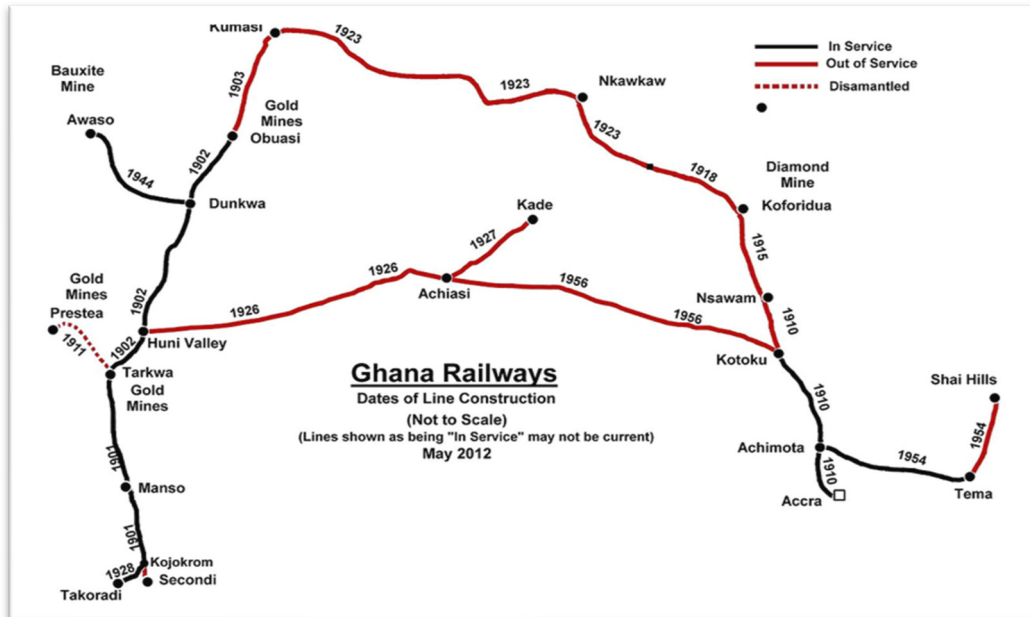 Kumasi
1923
1923
1903
Bauxite
Mine
Awaso
Gold
Mines
Obuasi
Nkawkaw
In Service
Out of Service
Disamantled
1902
1944
Dunkwa
1923
1918
Diamond
Mine
Koforidua
Kade
1927
1915
1926
Achiasi
1956
Nsawam
1910
Gold
Mines
Prestea
1911
1902
1902
1926
Huni Valley
1956
Kotoku
Tarkwa
Gold
Mines
Ghana Railways
Dates of Line Construction
(Not to Scale)
(Lines shown as being "In Service" may not be current)
May 2012
1910
Shai Hills
1954
1901
Achimota
1954
1910
Manso
Accra
Tema
1901
Kojokrom
1928
Secondi
Takoradi